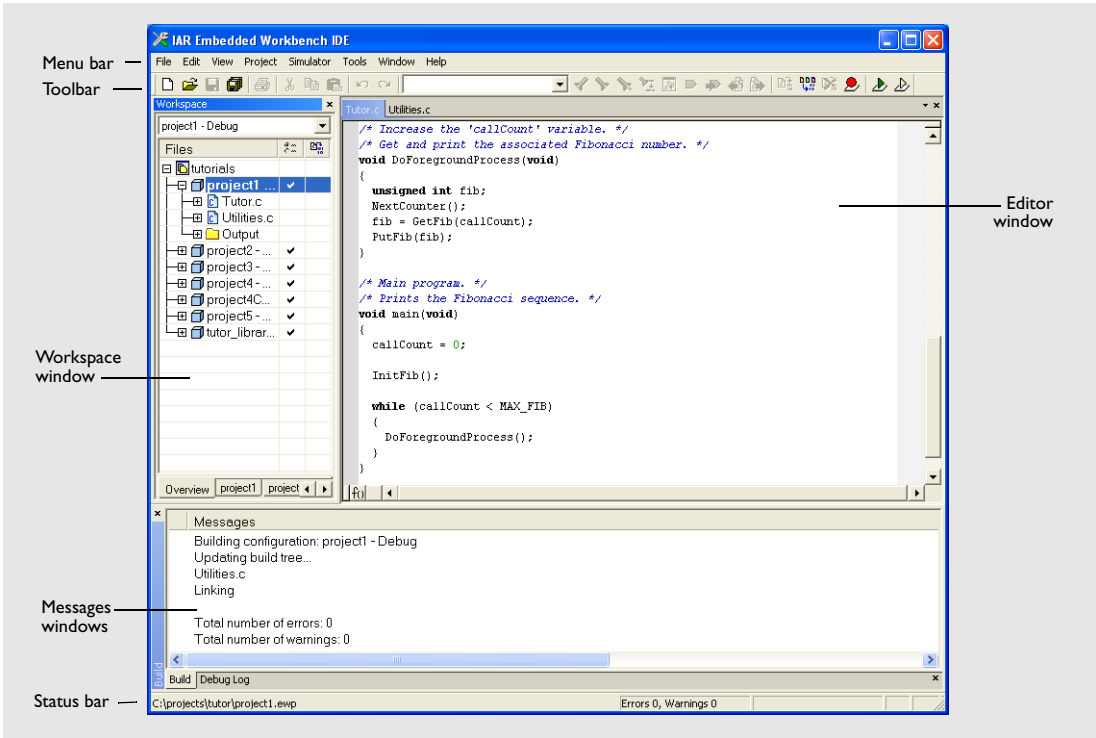 IAR Embedded Workbench IDE
Menu bar
File Edit View Project Simulator Tools Window Help
Toolbar
Workspace
project1 - Debug
Files
tutorials
project1 ...
Tutor.c
Utilities.c
Output
project2 - ...
project3 - ...
project4 - ...
project4C...
project5 - ...
tutor_librar...
Overview project1 project
Workspace
window
Tutor.c Utilities.c
/* Increase the 'callCount' variable. */
/* Get and print the associated Fibonacci number. */
void DoForegroundProcess(void)
{
unsigned int fib;
NextCounter();
fib = GetFib(callCount);
PutFib(fib);
}
/* Main program. */
/* Prints the Fibonacci sequence. */
void main(void)
{
callCount = 0;
InitFib();
while (callCount < MAX_FIB)
{
DoForegroundProcess();
}
}
f()
Editor
window
Messages
Building configuration: project1 - Debug
Updating build tree...
Utilities.c
Linking
Total number of errors: 0
Total number of warnings: 0
Messages
windows
Build
Build Debug Log
Status bar
C:\projects\tutor\project1.ewp
Errors 0, Warnings 0